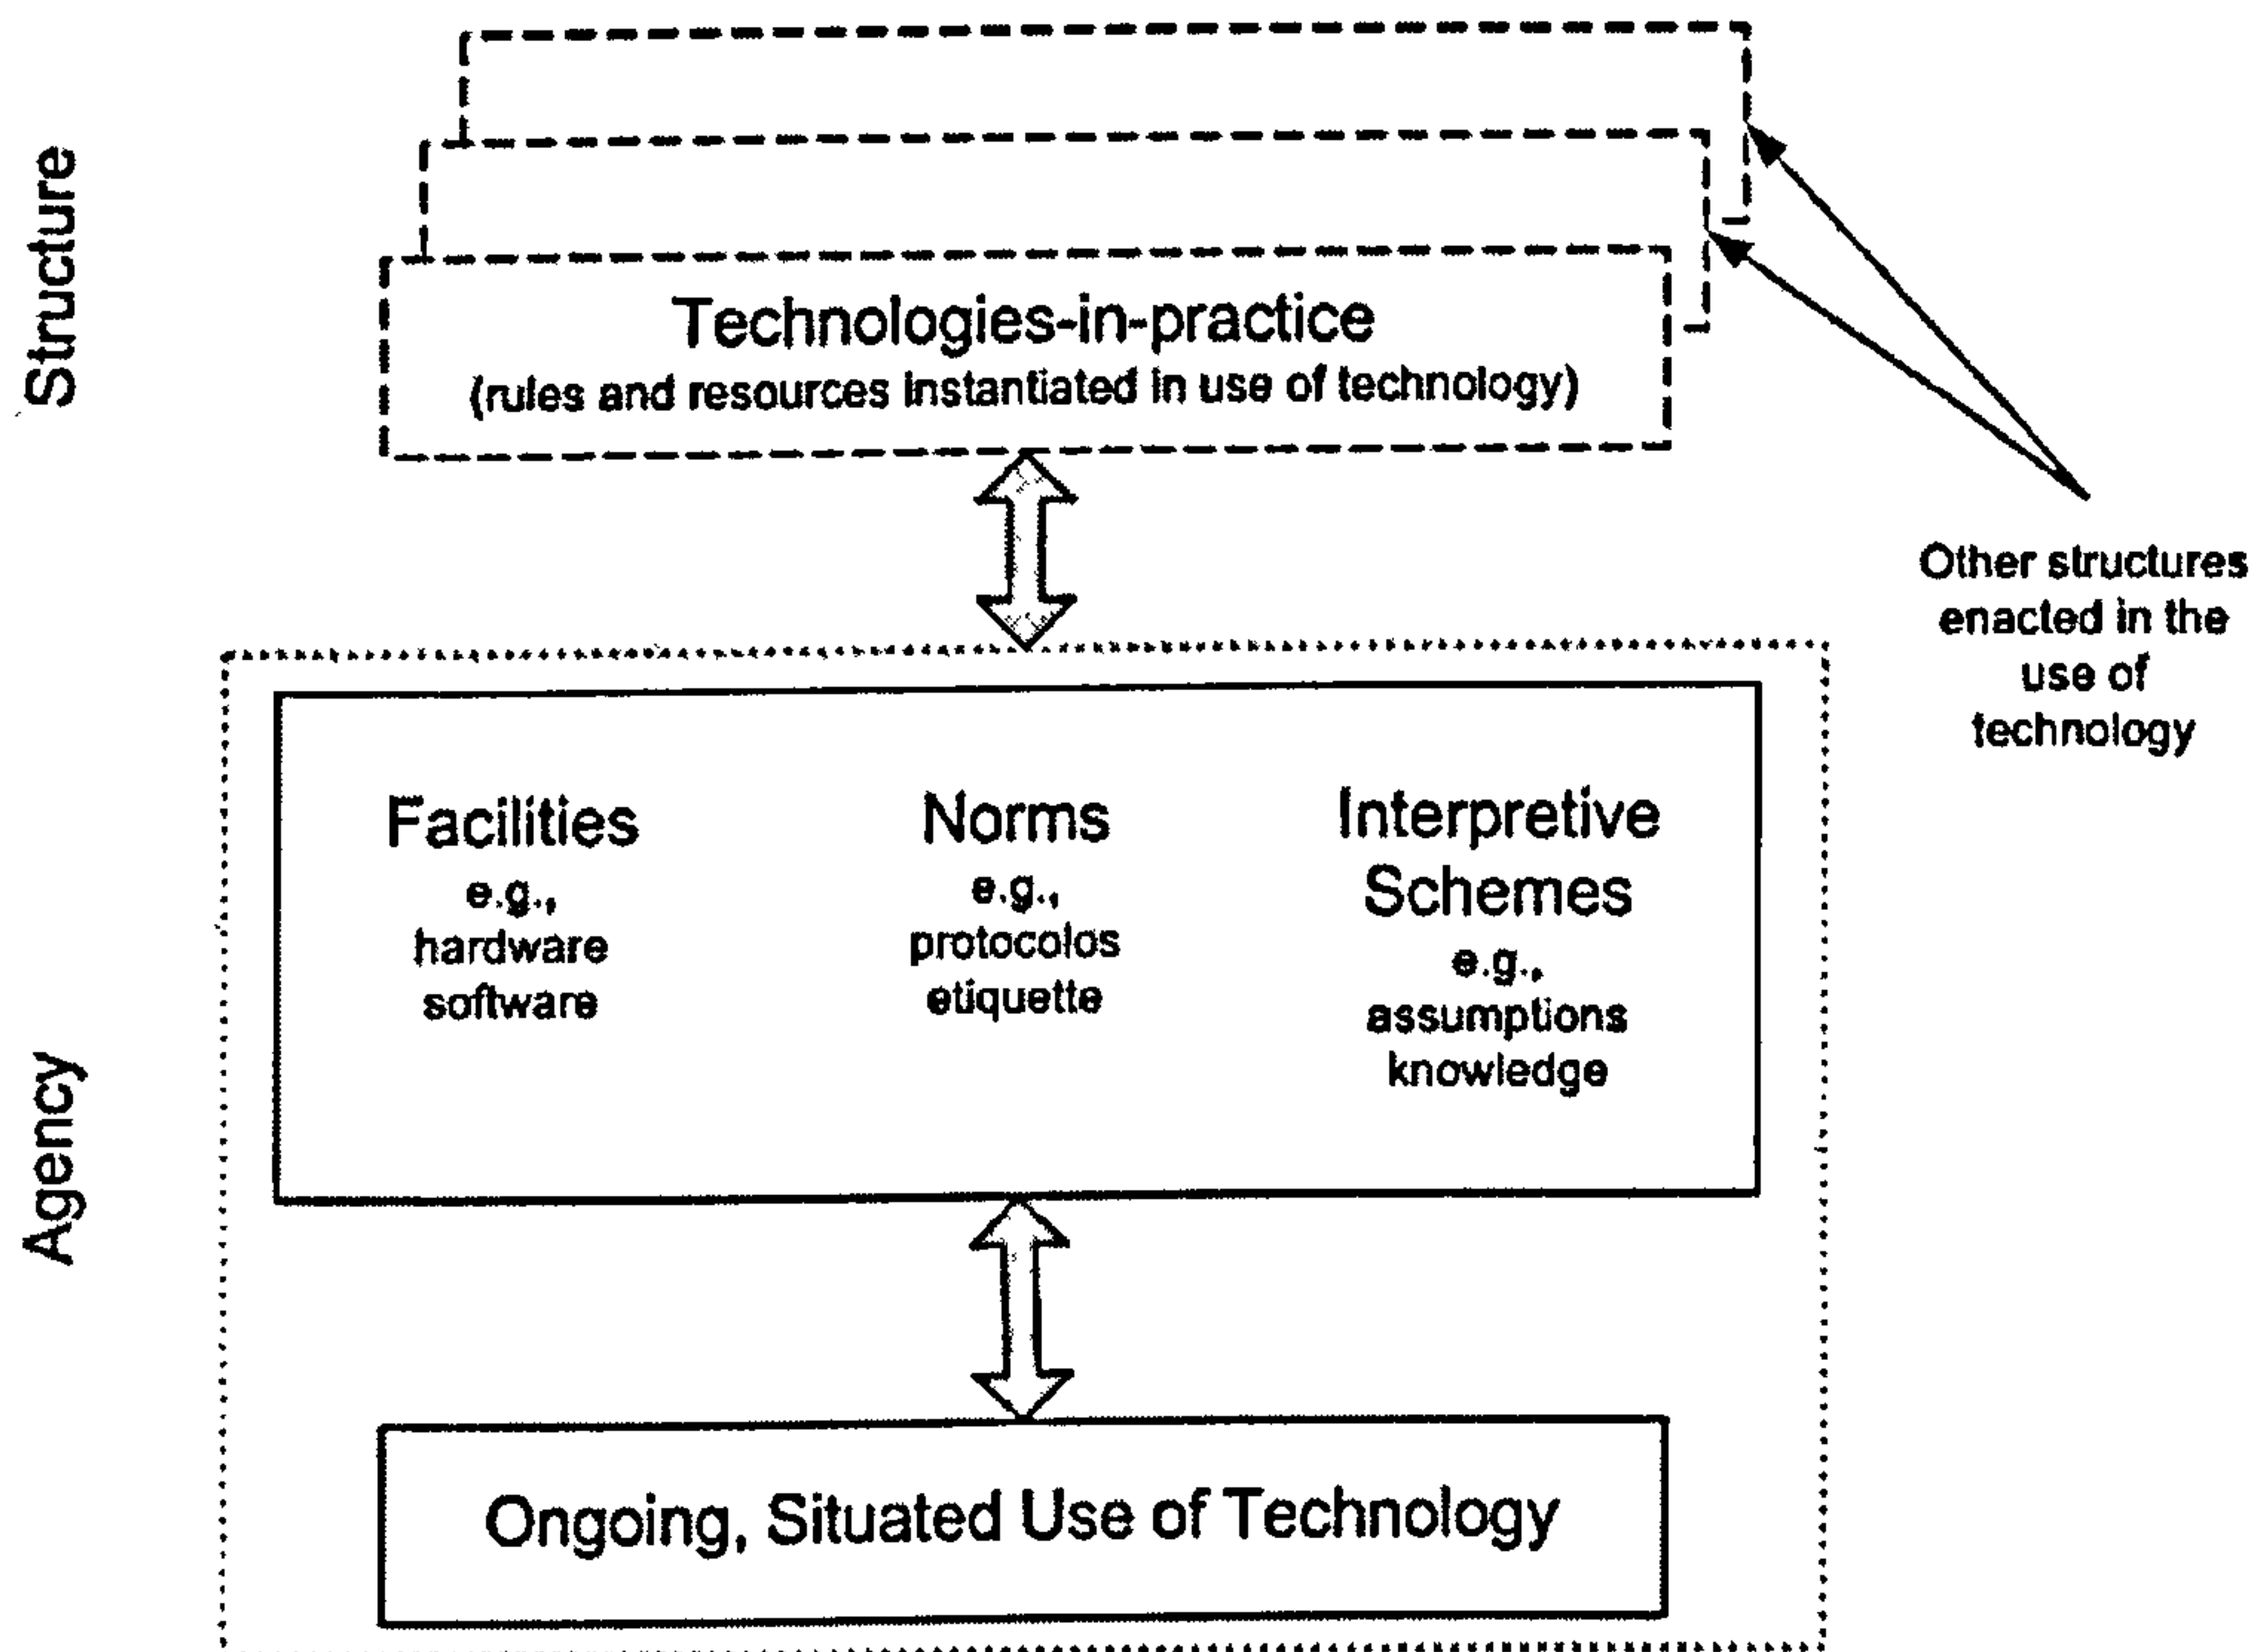 Structure
Technologies-in-practice
(rules and resources instantiated in use of technology)
Other structures
enacted in the
use of
technology
Agency
Facilities
e.g.,
hardware
software
Norms
e.g.,
protocolos
etiquette
Interpretive
Schemes
e.g.,
assumptions
knowledge
Ongoing, Situated Use of Technology